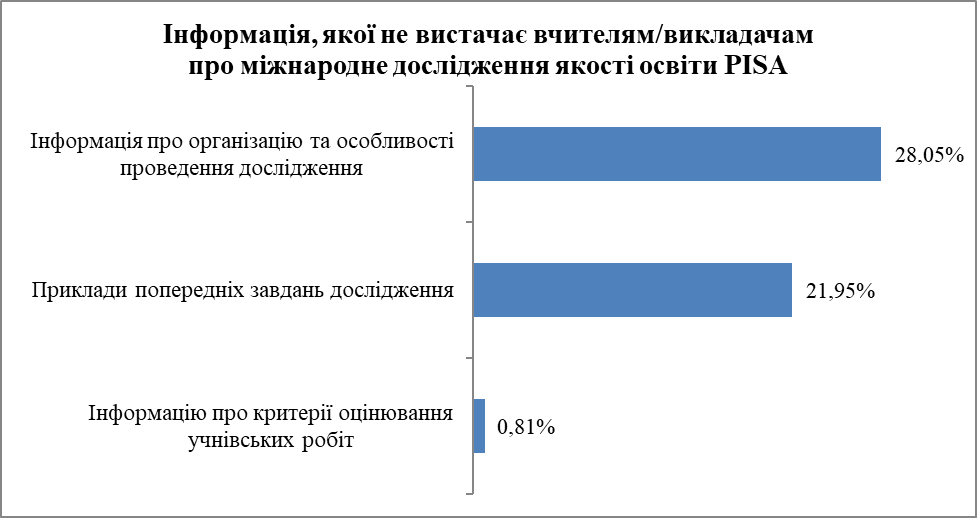 Інформація, якої не вистачає вчителям/викладачам
про міжнародне дослідження якості освіти PISA
Інформація про організацію та особливості
проведення дослідження
28,05%
Приклади попередніх завдань дослідження
21,95%
Інформацію про критерії оцінювання
учнівських робіт
0,81%